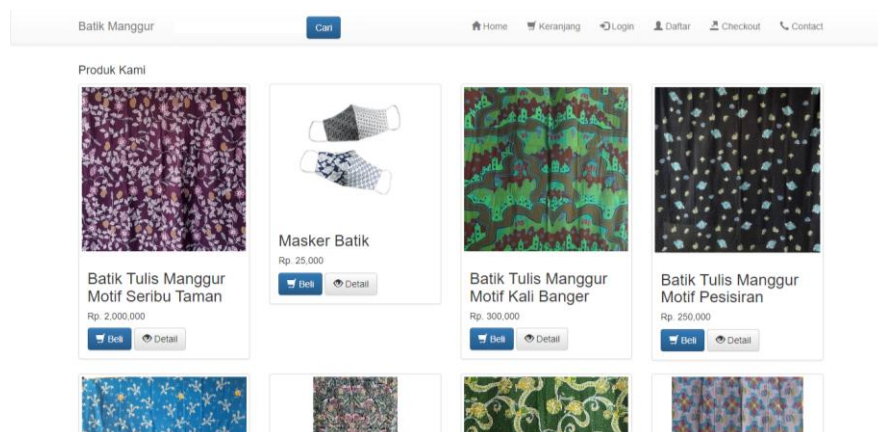 Batik Manggur Cari Home Keranjang Login Daftar Checkout Contact
Produk Kami
Batik Tulis Manggur
Motif Seribu Taman
Rp. 2,000,000
Beli Detail
Masker Batik
Rp. 25,000
Beli Detail
Batik Tulis Manggur
Motif Kali Banger
Rp. 300,000
Beli Detail
Batik Tulis Manggur
Motif Pesisiran
Rp. 250,000
Beli Detail